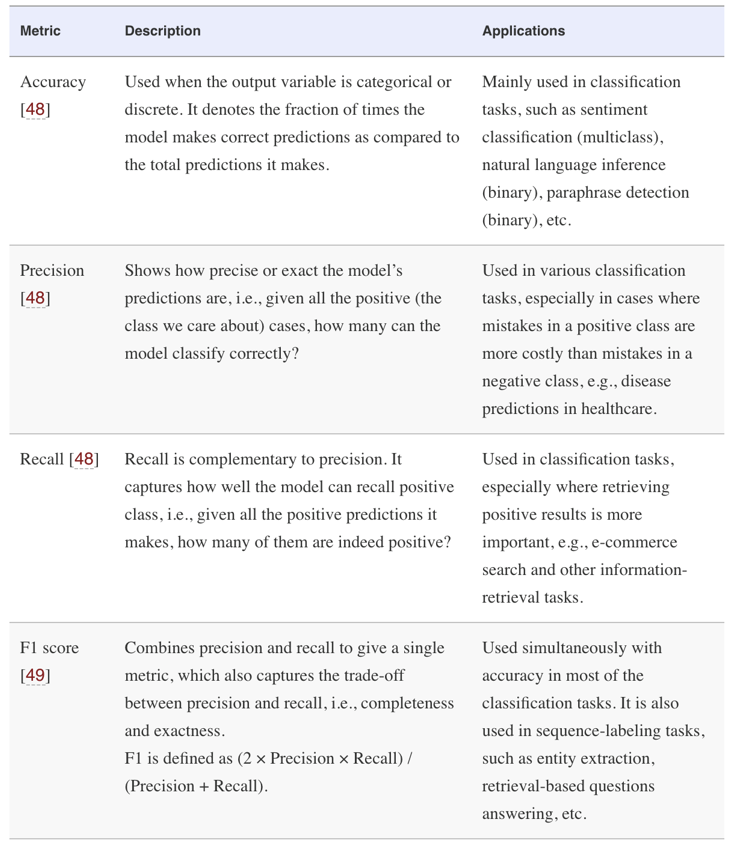 Metric Description Applications
Accuracy [48]
Used when the output variable is categorical or
discrete. It denotes the fraction of times the
model makes correct predictions as compared to
the total predictions it makes.
Mainly used in classification
tasks, such as sentiment
classification (multiclass),
natural language inference
(binary), paraphrase detection
(binary), etc.
Precision
[48]
Shows how precise or exact the model’s
predictions are, i.e., given all the positive (the
class we care about) cases, how many can the
model classify correctly?
Used in various classification
tasks, especially in cases where
mistakes in a positive class are
more costly than mistakes in a
negative class, e.g., disease
predictions in healthcare.
Recall [48]
Recall is complementary to precision. It
captures how well the model can recall positive
class, i.e., given all the positive predictions it
makes, how many of them are indeed positive?
Used in classification tasks,
especially where retrieving
positive results is more
important, e.g., e-commerce
search and other information-
retrieval tasks.
F1 score
[49]
Combines precision and recall to give a single
metric, which also captures the trade-off
between precision and recall, i.e., completeness
and exactness.
F1 is defined as (2 × Precision × Recall) /
(Precision + Recall).
Used simultaneously with
accuracy in most of the
classification tasks. It is also
used in sequence-labeling tasks,
such as entity extraction,
retrieval-based questions
answering, etc.